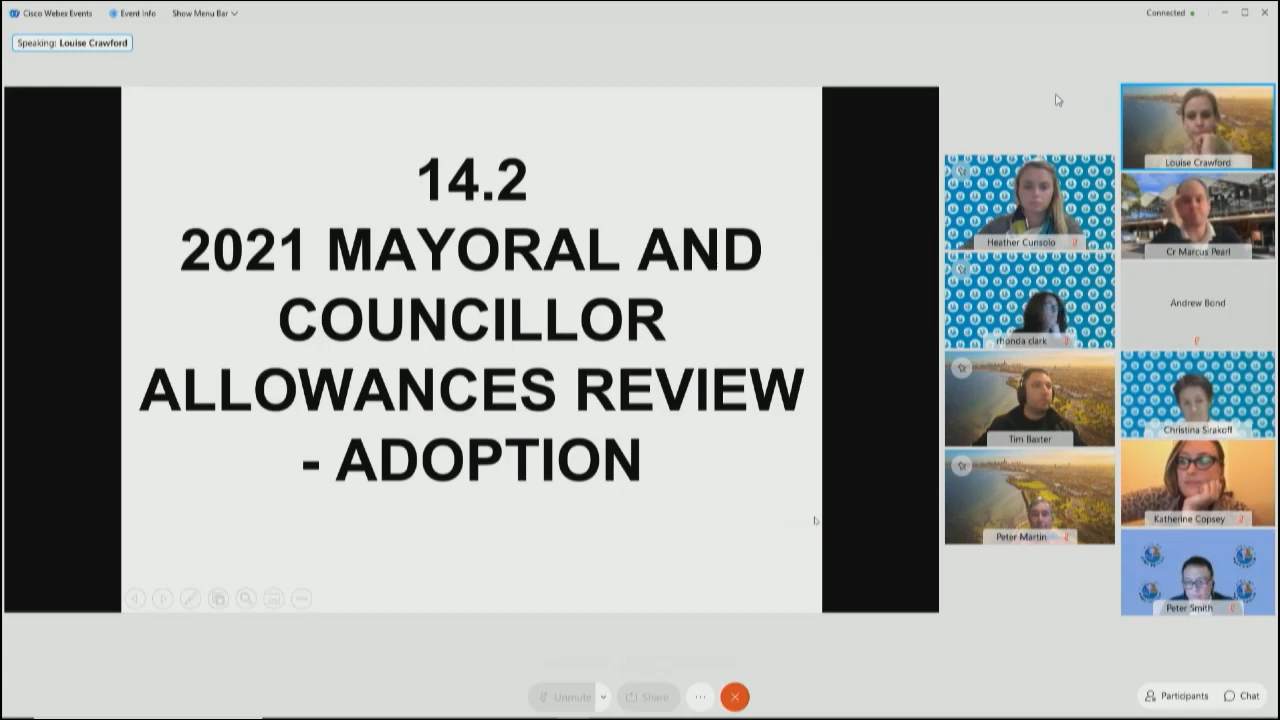 Cisco Webex Events
Event Info
Show Menu Bar
Connected
Speaking: Louise Crawford
14.2
2021 MAYORAL AND
COUNCILLOR
ALLOWANCES REVIEW
- ADOPTION
Heather Cunsolo
rhonda clark
Tim Baxter
Peter Martin
Louise Crawford
Cr Marcus Pearl
Andrew Bond
Christina Sirakoff
Katherine Copsey
Peter Smith
Unmute
Share
Participants
Chat